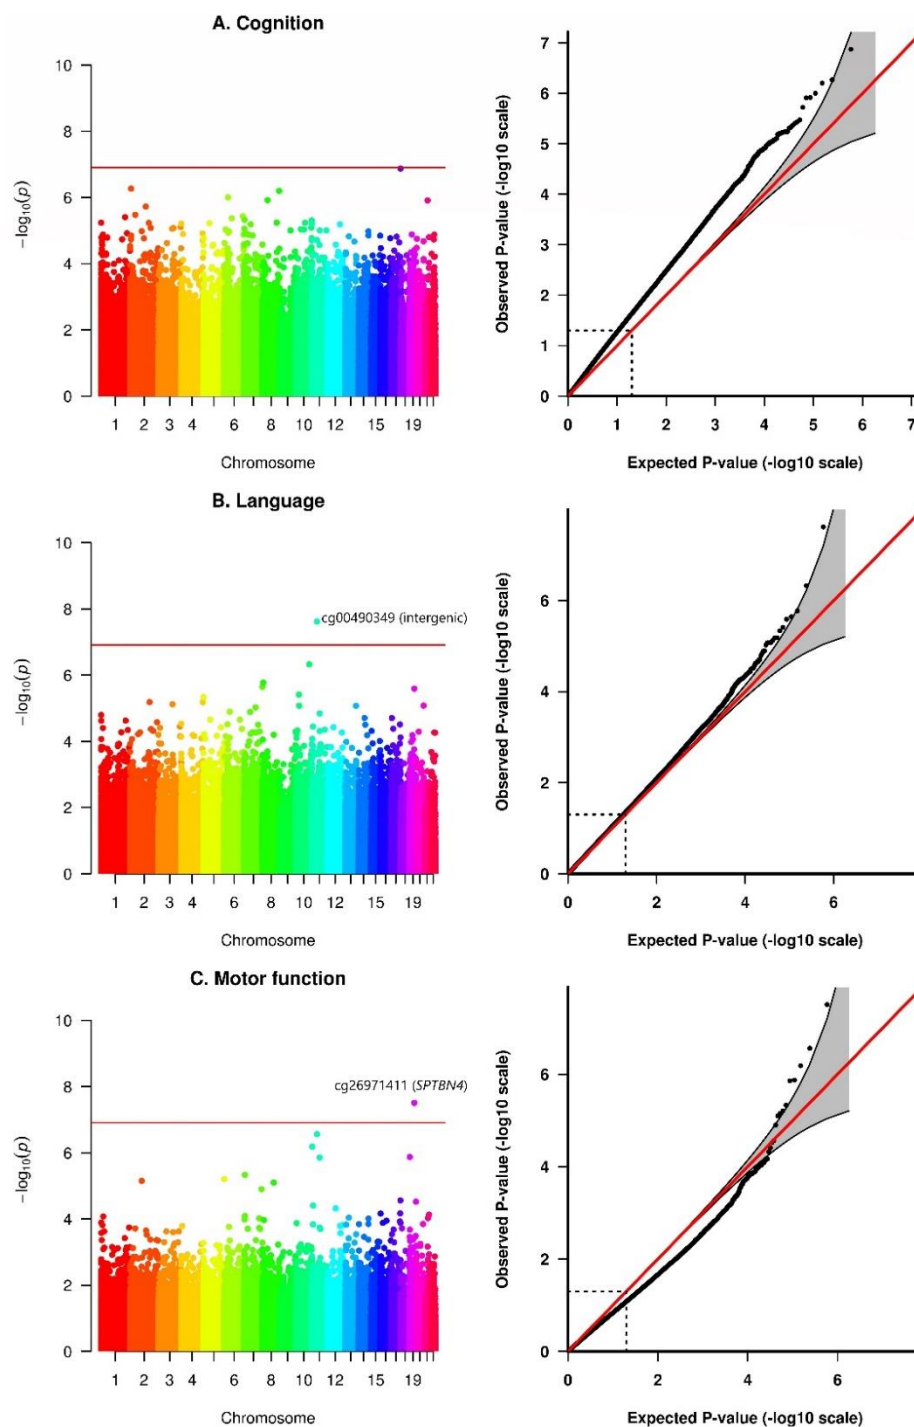 A. Cognition
−log10(p)
10
8
6
4
2
0
1 2 3 4 6 8 10 12 15 19
Chromosome
Observed P-value (-log10 scale)
7
6
5
4
3
2
1
0
0 1 2 3 4 5 6 7
Expected P-value (-log10 scale)
B. Language
−log10(p)
10
8
cg00490349 (intergenic)
6
4
2
0
1 2 3 4 6 8 10 12 15 19
Chromosome
Observed P-value (-log10 scale)
6
4
2
0
0 2 4 6
Expected P-value (-log10 scale)
C. Motor function
−log10(p)
10
8
cg26971411 (SPTBN4)
6
4
2
0
1 2 3 4 6 8 10 12 15 19
Chromosome
Observed P-value (-log10 scale)
6
4
2
0
0 2 4 6
Expected P-value (-log10 scale)